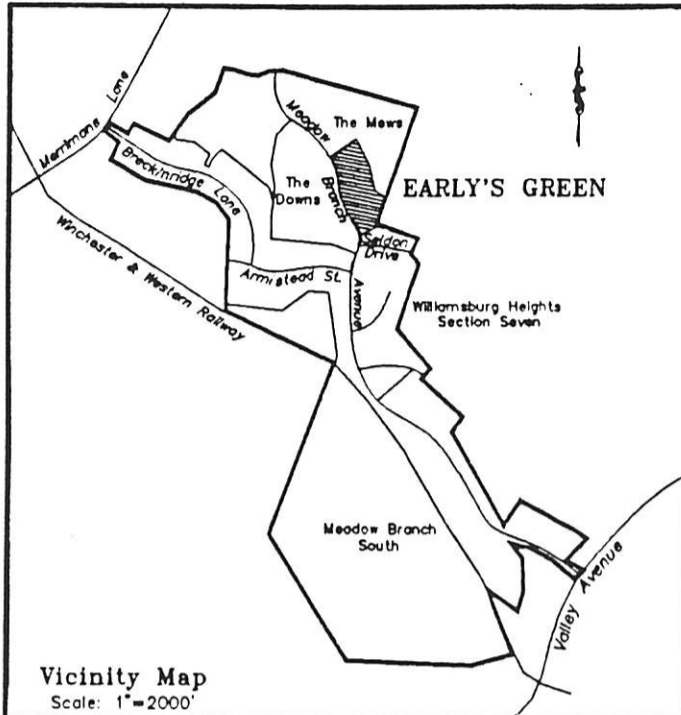 Merrimans Lane
Meadow Branch Avenue
The Mews
Breckinridge Lane
The
Downs
EARLY'S GREEN
Seldon
Drive
Armistead St.
Winchester & Western Railway
Williamsburg Heights
Section Seven
Meadow Branch
South
Valley Avenue
Vicinity Map
Scale: 1"=2000'